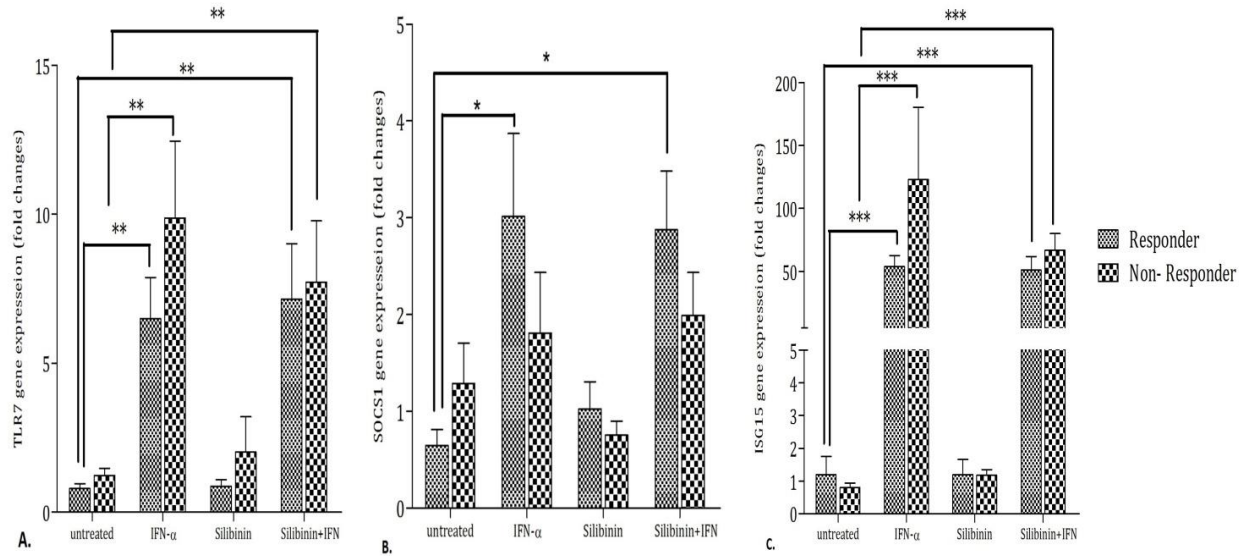 **
**
**
**
15
10
5
0
TLR7 gene expresseion (fold changes)
untreated
IFN-α
Silibinin
Silibinin+IFN
A.
*
*
5
4
3
2
1
0
SOCS1 gene expresseion (fold changes)
untreated
IFN-α
Silibinin
Silibinin+IFN
B.
***
***
***
***
200
150
100
50
5
5
4
3
2
1
0
ISG15 gene expresseion (fold changes)
untreated
IFN-α
Silibinin
Silibinin+IFN
C.
Responder
Non- Responder